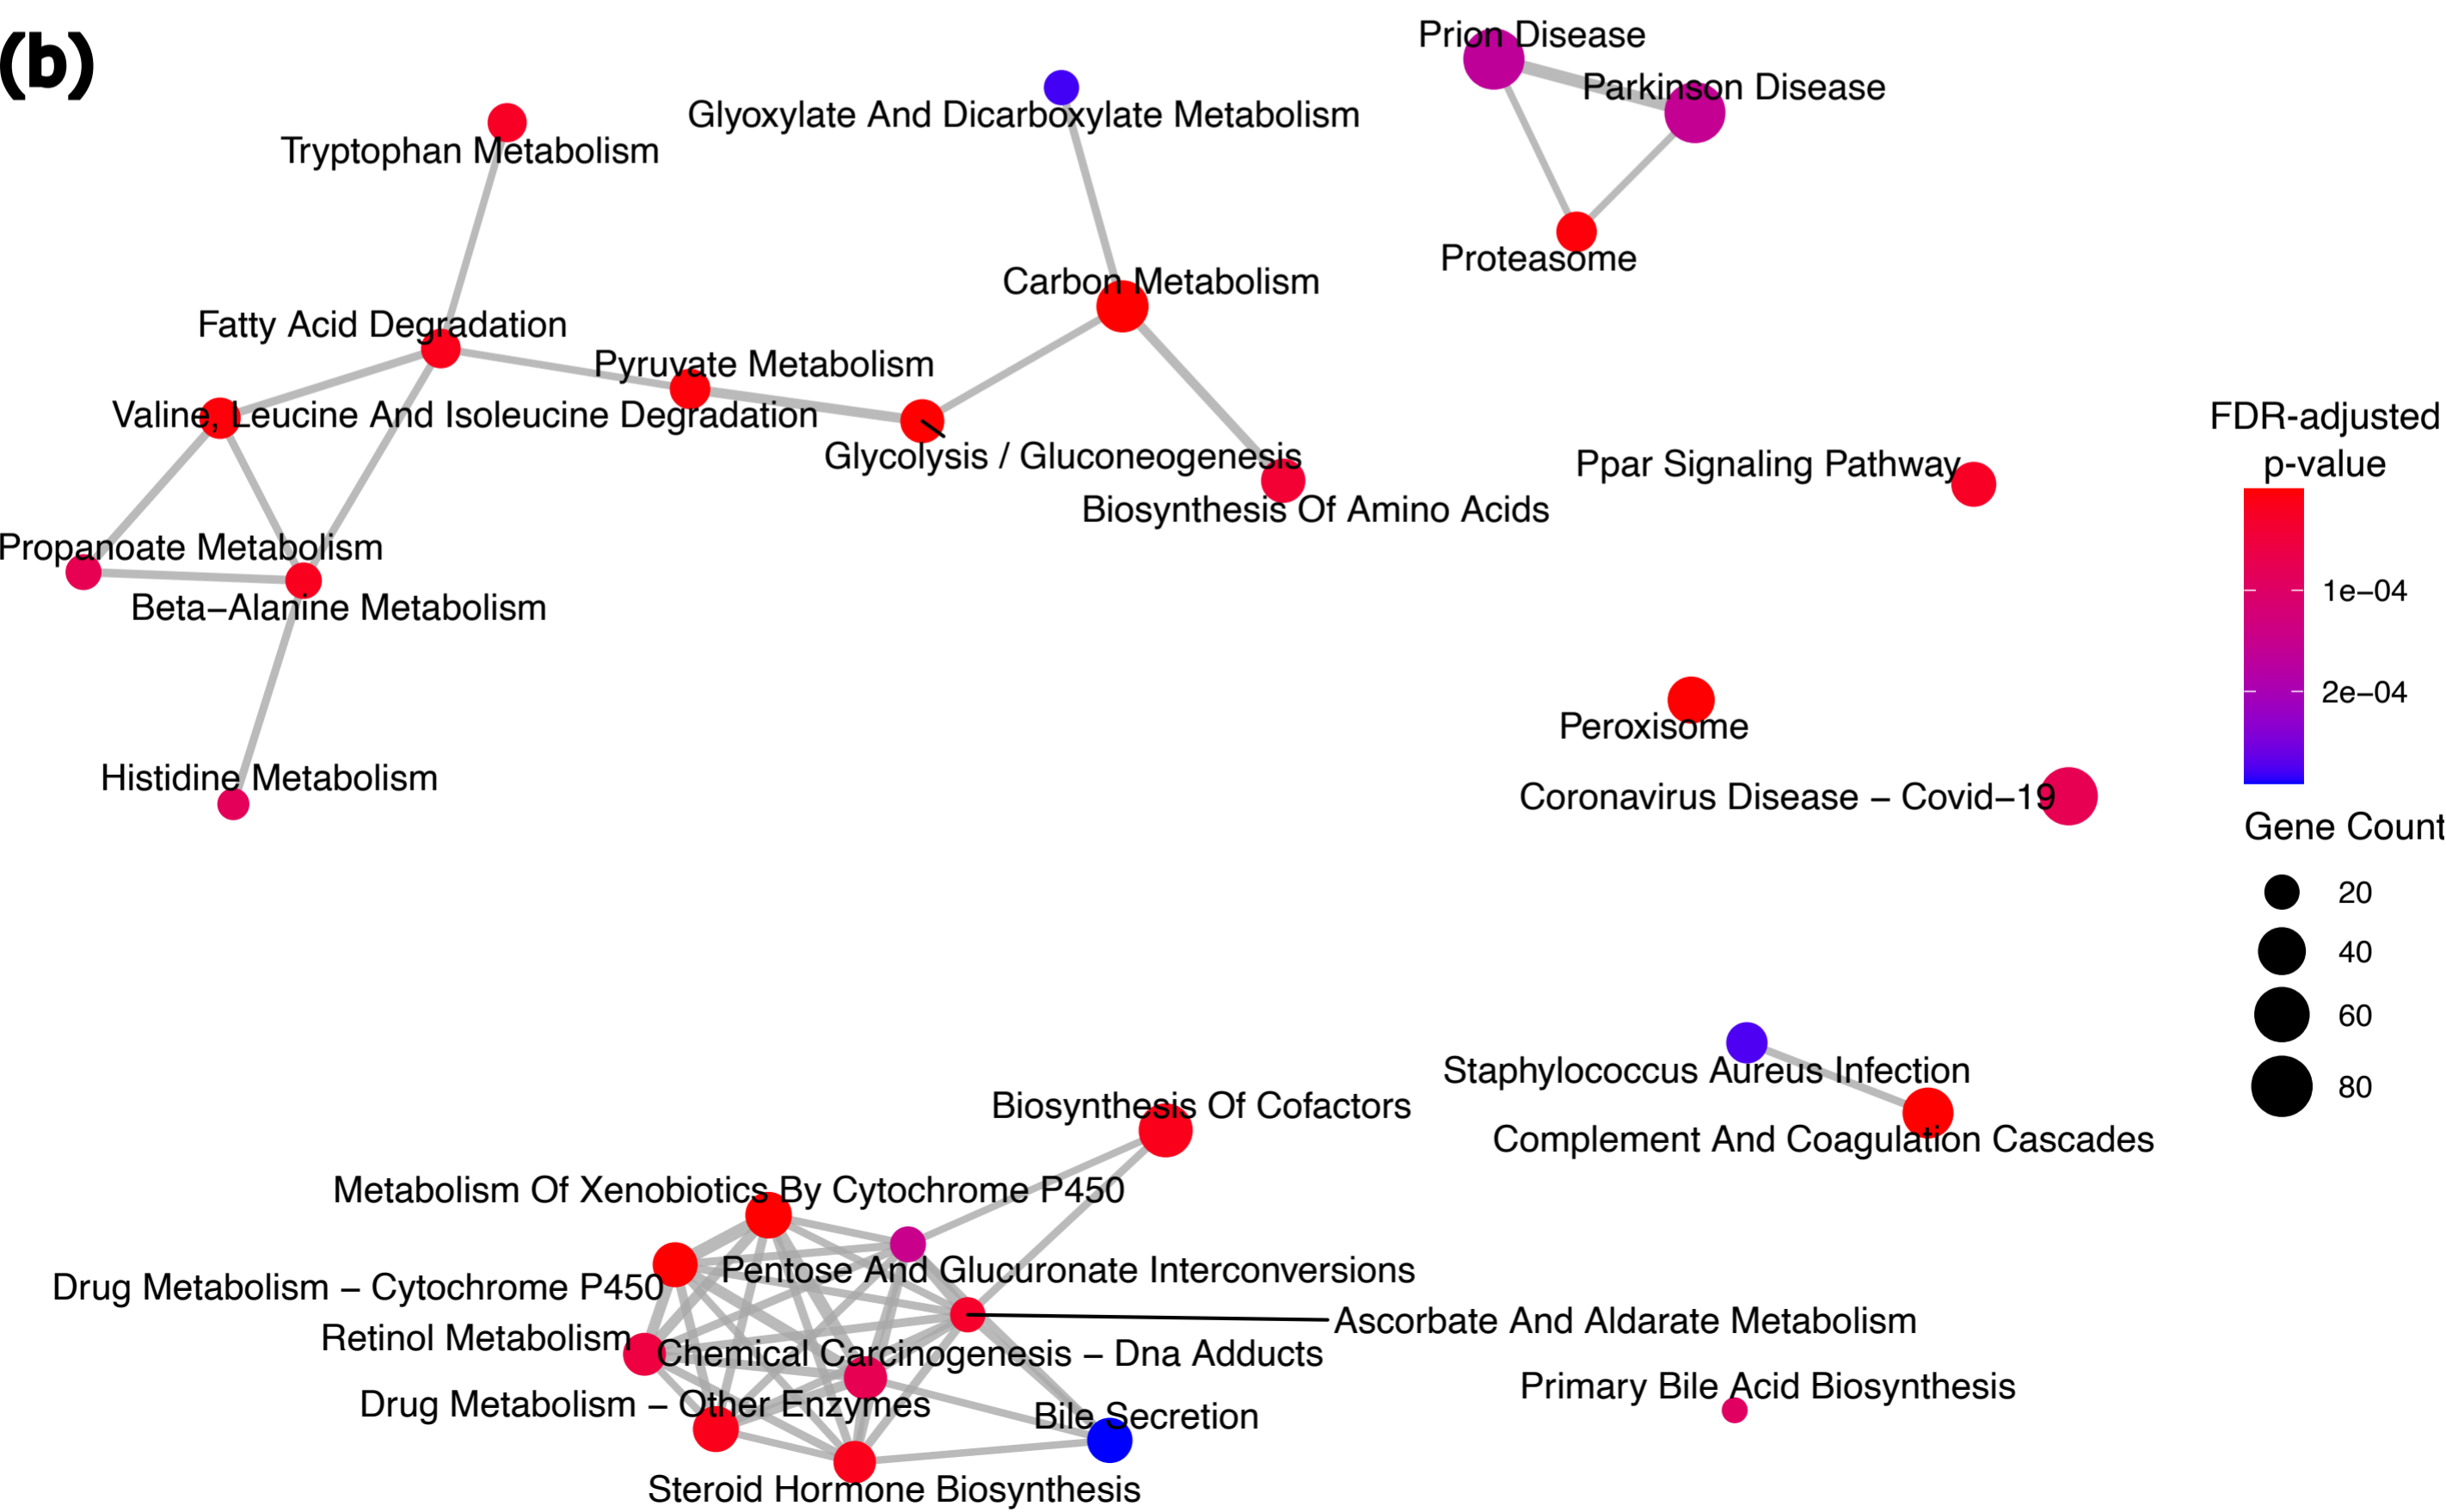 (b)
Prion Disease
Parkinson Disease
Glyoxylate And Dicarboxylate Metabolism
Tryptophan Metabolism
Proteasome
Carbon Metabolism
Fatty Acid Degradation
Pyruvate Metabolism
Valine, Leucine And Isoleucine Degradation
Glycolysis / Gluconeogenesis
Biosynthesis Of Amino Acids
Ppar Signaling Pathway
Propanoate Metabolism
Beta−Alanine Metabolism
Histidine Metabolism
Peroxisome
Coronavirus Disease − Covid−19
Staphylococcus Aureus Infection
Complement And Coagulation Cascades
Biosynthesis Of Cofactors
Metabolism Of Xenobiotics By Cytochrome P450
Pentose And Glucuronate Interconversions
Drug Metabolism − Cytochrome P450
Ascorbate And Aldarate Metabolism
Retinol Metabolism
Chemical Carcinogenesis − Dna Adducts
Primary Bile Acid Biosynthesis
Drug Metabolism − Other Enzymes
Bile Secretion
Steroid Hormone Biosynthesis
FDR-adjusted
p-value
1e−04
2e−04
Gene Count
20
40
60
80